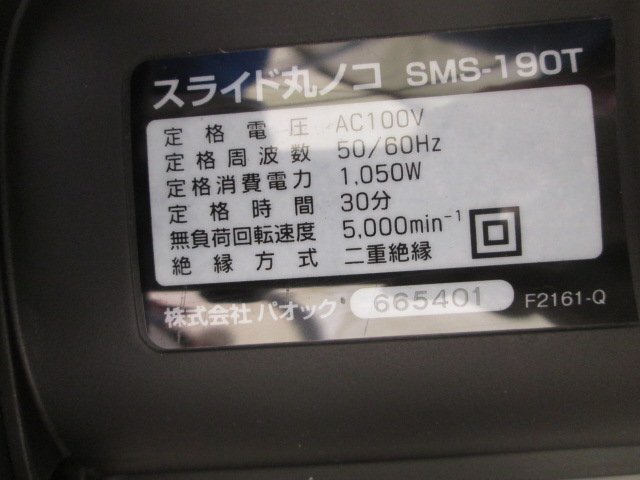 スライド丸ノコ SMS-190T
定格電圧 AC100V
定格周波数 50/60Hz
定格消費電力 1,050W
定格時間 30分
無負荷回転速度 5,000min⁻¹
絶縁方式 二重絶縁
株式会社パオック 665401 F2161-Q